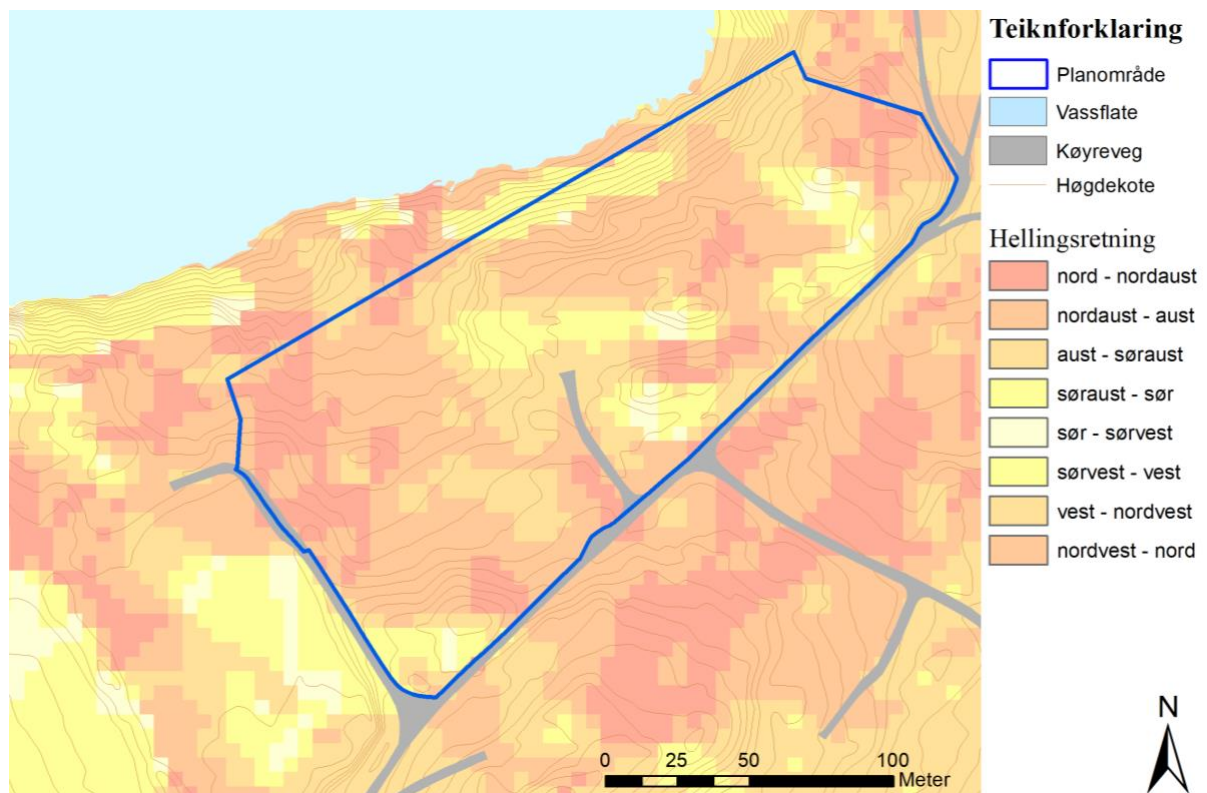 Teiknforklaring
Planområde
Vassflate
Køyreveg
Høgdekote
Hellingsretning
nord - nordaust
nordaust - aust
aust - søraust
søraust - sør
sør - sørvest
sørvest - vest
vest - nordvest
nordvest - nord
N
0 25 50 100
Meter